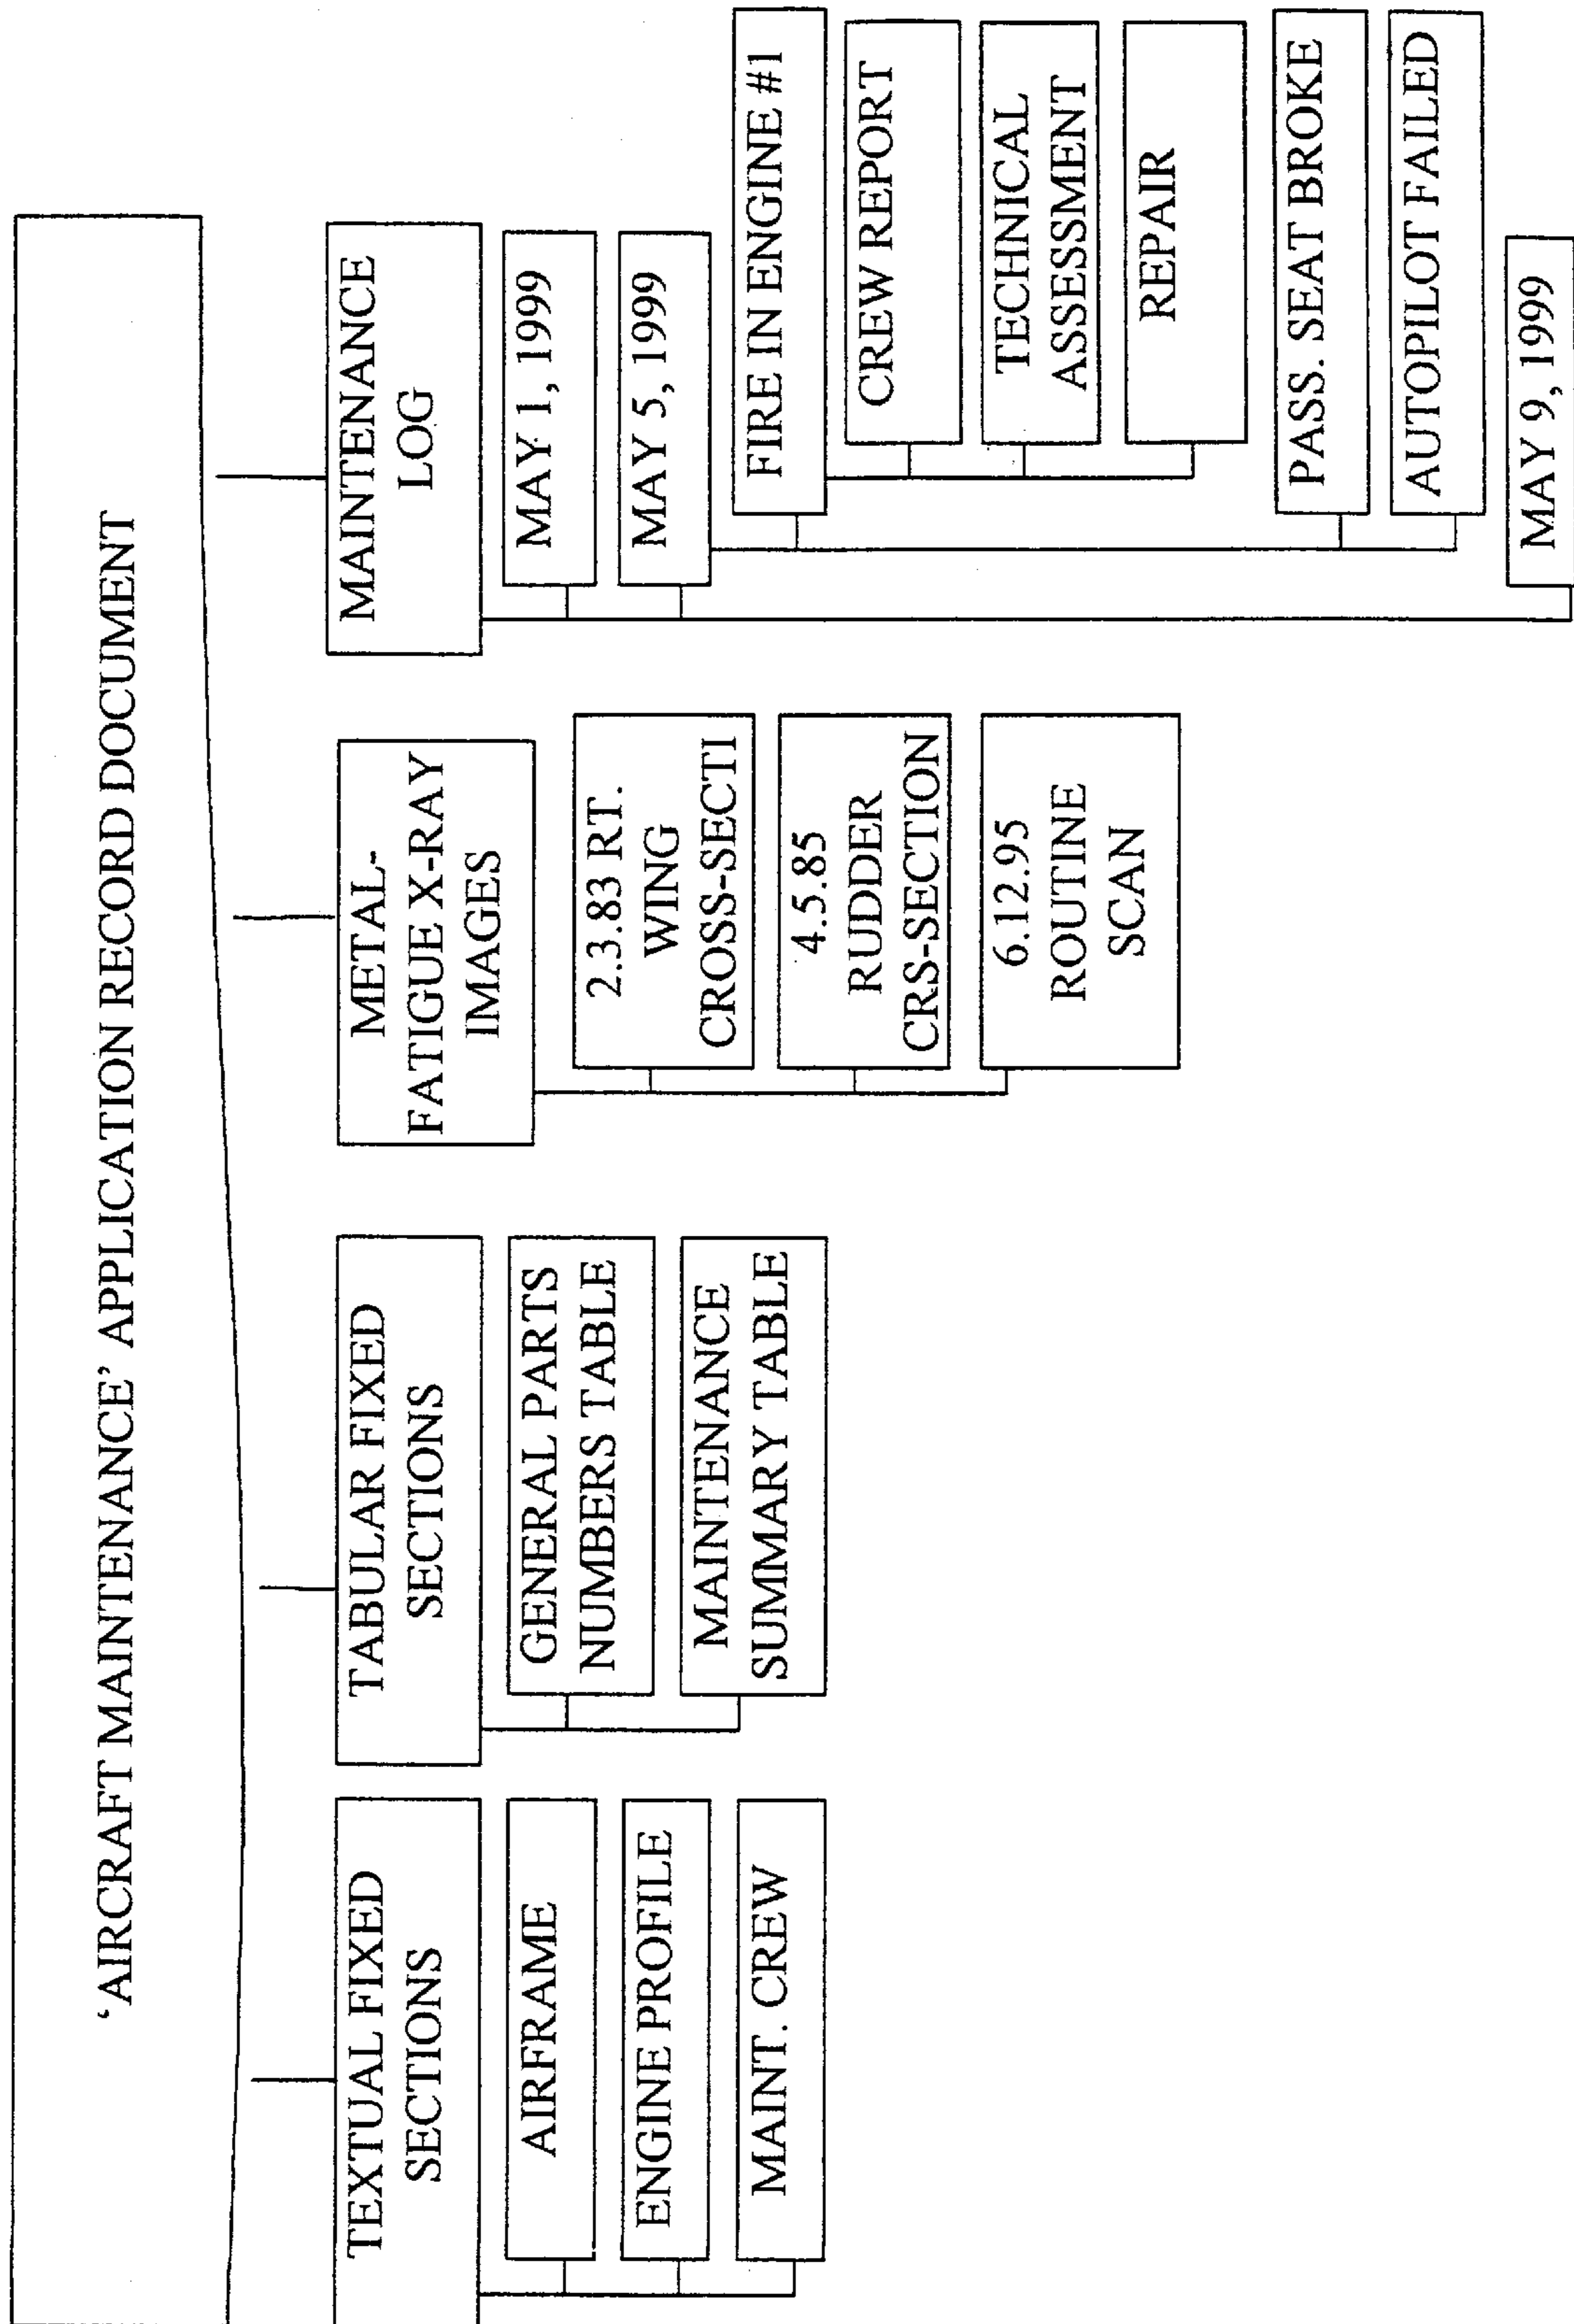 ‘AIRCRAFT MAINTENANCE’ APPLICATION RECORD DOCUMENT
TEXTUAL FIXED
SECTIONS
AIRFRAME
ENGINE PROFILE
MAINT. CREW
TABULAR FIXED
SECTIONS
GENERAL PARTS
NUMBERS TABLE
MAINTENANCE
SUMMARY TABLE
METAL-
FATIGUE X-RAY
IMAGES
2.3.83 RT.
WING
CROSS-SECTI
4.5.85
RUDDER
CRS-SECTION
6.12.95
ROUTINE
SCAN
MAINTENANCE
LOG
MAY 1, 1999
MAY 5, 1999
FIRE IN ENGINE #1
CREW REPORT
TECHNICAL
ASSESSMENT
REPAIR
PASS. SEAT BROKE
AUTOPILOT FAILED
MAY 9, 1999